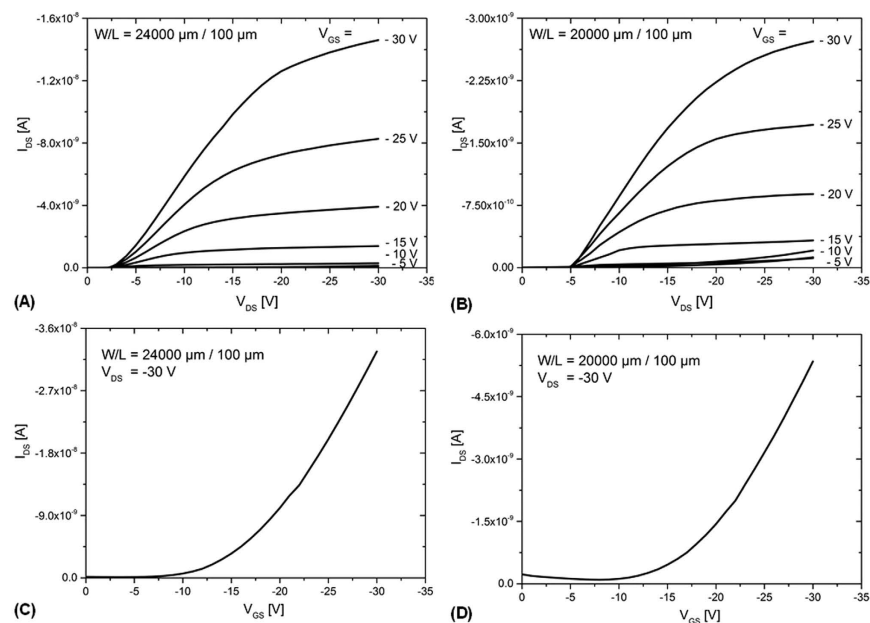 W/L = 24000 µm / 100 µm
V_GS =
-1.6x10⁻⁸
-1.2x10⁻⁸
-8.0x10⁻⁹
-4.0x10⁻⁹
0.0
I_DS [A]
- 30 V
- 25 V
- 20 V
- 15 V
- 10 V
- 5 V
0 -5 -10 -15 -20 -25 -30 -35
V_DS [V]
(A)
W/L = 20000 µm / 100 µm
V_GS =
-3.00x10⁻⁹
-2.25x10⁻⁹
-1.50x10⁻⁹
-7.50x10⁻¹⁰
0.0
I_DS [A]
- 30 V
- 25 V
- 20 V
- 15 V
- 10 V
- 5 V
0 -5 -10 -15 -20 -25 -30 -35
V_DS [V]
(B)
W/L = 24000 µm / 100 µm
V_DS = -30 V
-3.6x10⁻⁸
-2.7x10⁻⁸
-1.8x10⁻⁸
-9.0x10⁻⁹
0.0
I_DS [A]
0 -5 -10 -15 -20 -25 -30 -35
V_GS [V]
(C)
W/L = 20000 µm / 100 µm
V_DS = -30 V
-6.0x10⁻⁹
-4.5x10⁻⁹
-3.0x10⁻⁹
-1.5x10⁻⁹
0.0
I_DS [A]
0 -5 -10 -15 -20 -25 -30 -35
V_GS [V]
(D)